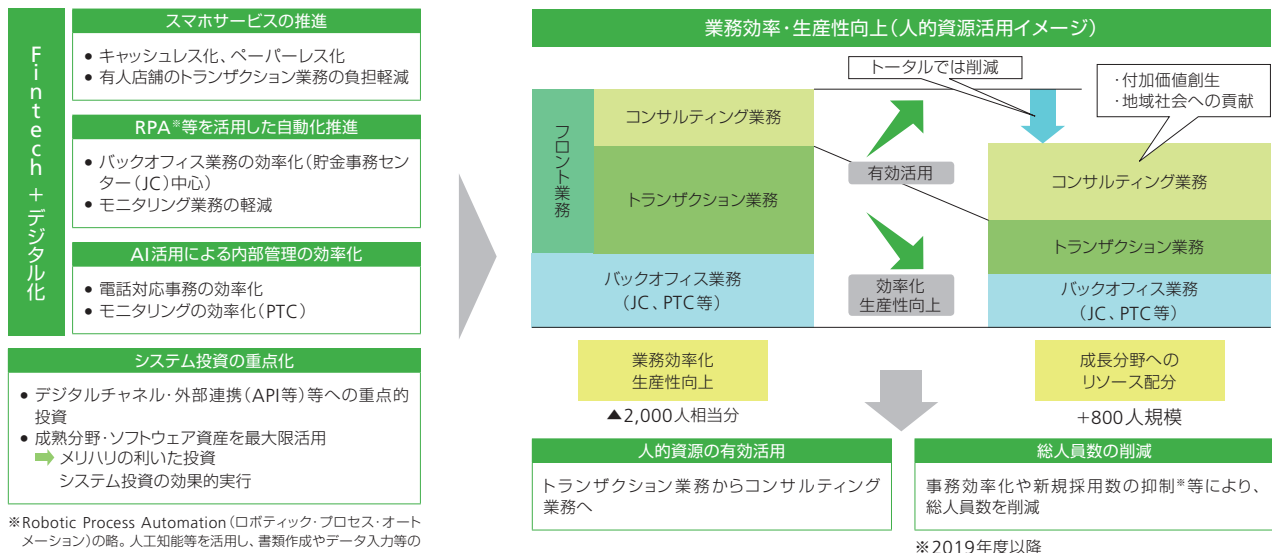 Fintech+デジタル化
スマホサービスの推進
● キャッシュレス化、ペーパーレス化
● 有人店舗のトランザクション業務の負担軽減
RPA※等を活用した自動化推進
● バックオフィス業務の効率化（貯金事務セン
ター（JC）中心）
● モニタリング業務の軽減
AI活用による内部管理の効率化
● 電話対応事務の効率化
● モニタリングの効率化（PTC）
システム投資の重点化
● デジタルチャネル・外部連携（API等）等への重点的
投資
● 成熟分野・ソフトウェア資産を最大限活用
メリハリの利いた投資
システム投資の効果的実行
※Robotic Process Automation（ロボティック・プロセス・オート
メーション）の略。人工知能等を活用し、書類作成やデータ入力等の
業務効率・生産性向上（人的資源活用イメージ）
トータルでは削減
・付加価値創生
・地域社会への貢献
フロント業務
コンサルティング業務
トランザクション業務
バックオフィス業務
（JC、PTC等）
有効活用
効率化
生産性向上
コンサルティング業務
トランザクション業務
バックオフィス業務
（JC、PTC等）
業務効率化
生産性向上
▲2,000人相当分
成長分野への
リソース配分
+800人規模
人的資源の有効活用
トランザクション業務からコンサルティング
業務へ
総人員数の削減
事務効率化や新規採用数の抑制※等により、
総人員数を削減
※2019年度以降